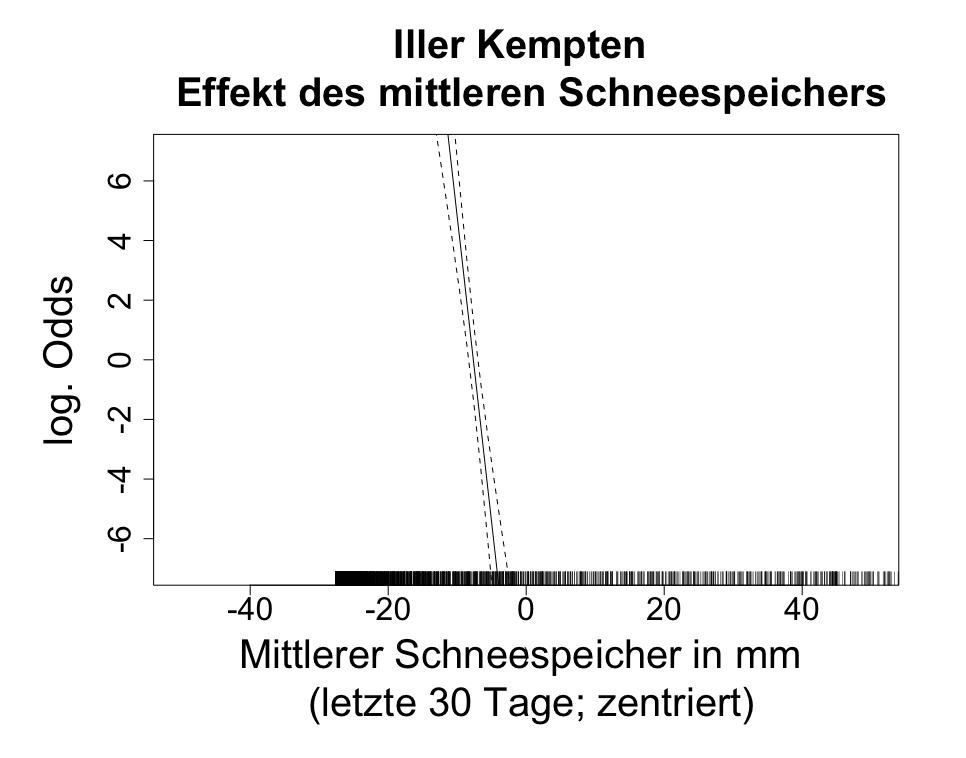 Iller Kempten
Effekt des mittleren Schneespeichers
log. Odds
6
4
2
0
-2
-4
-6
-40 -20 0 20 40
Mittlerer Schneespeicher in mm
(letzte 30 Tage; zentriert)